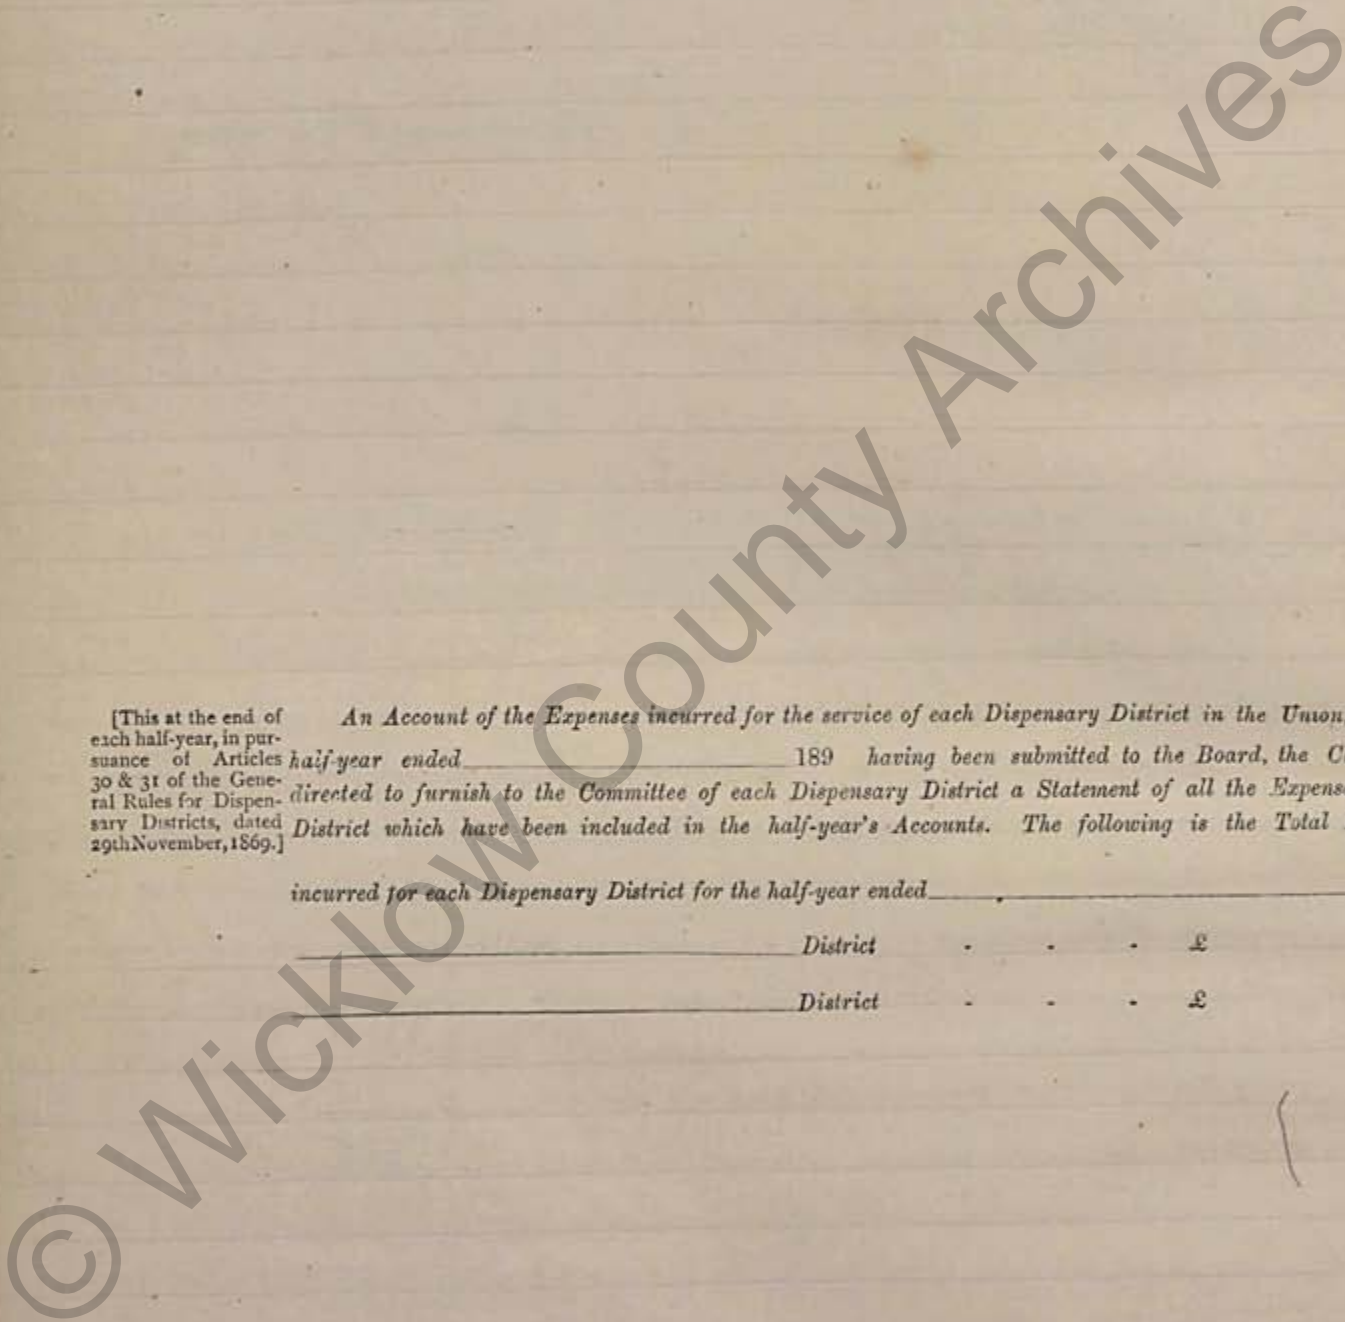 [This at the end of
each half-year, in pur-
suance of Articles
30 & 31 of the Gene-
ral Rules for Dispen-
sary Districts, dated
29th November, 1869.]
An Account of the Expenses incurred for the service of each Dispensary District in the Union,
half-year ended 189 having been submitted to the Board, the C
directed to furnish to the Committee of each Dispensary District a Statement of all the Expens
District which have been included in the half-year's Accounts. The following is the Total
incurred for each Dispensary District for the half-year ended
District - - - £
District - - - £
© Wicklow County Archives